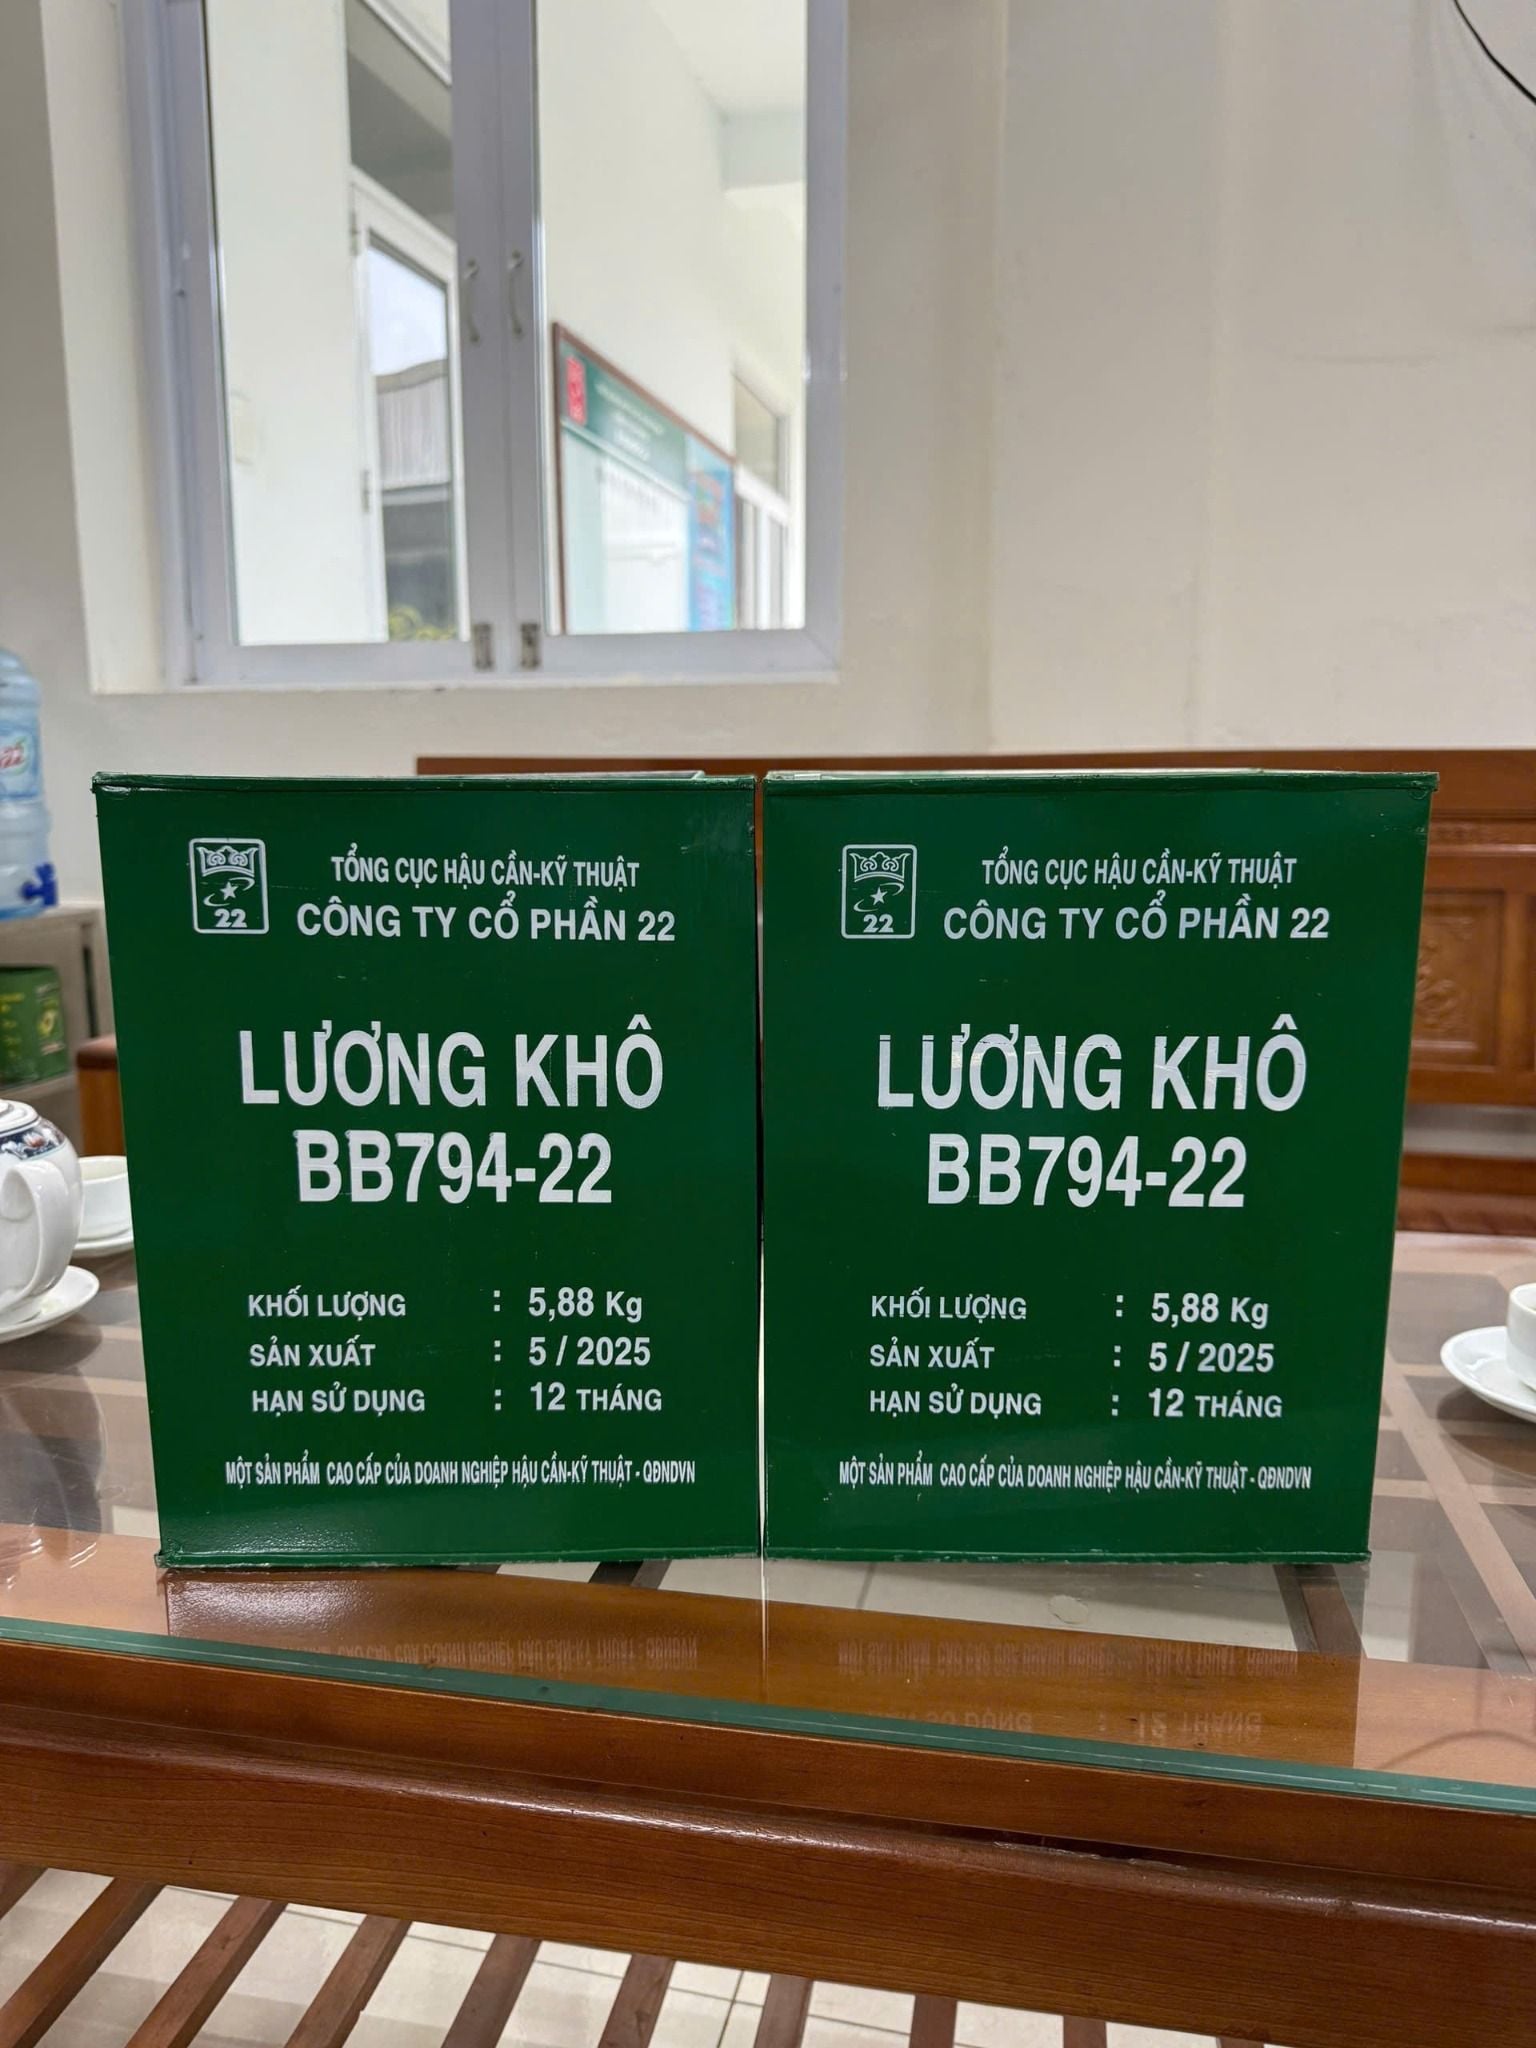 22
TỔNG CỤC HẬU CẦN-KỸ THUẬT
CÔNG TY CỔ PHẦN 22
LƯƠNG KHÔ
BB794-22
KHỐI LƯỢNG : 5,88 Kg
SẢN XUẤT : 5 / 2025
HẠN SỬ DỤNG : 12 THÁNG
MỘT SẢN PHẨM CAO CẤP CỦA DOANH NGHIỆP HẬU CẦN-KỸ THUẬT - QĐNDVN
22
TỔNG CỤC HẬU CẦN-KỸ THUẬT
CÔNG TY CỔ PHẦN 22
LƯƠNG KHÔ
BB794-22
KHỐI LƯỢNG : 5,88 Kg
SẢN XUẤT : 5 / 2025
HẠN SỬ DỤNG : 12 THÁNG
MỘT SẢN PHẨM CAO CẤP CỦA DOANH NGHIỆP HẬU CẦN-KỸ THUẬT - QĐNDVN